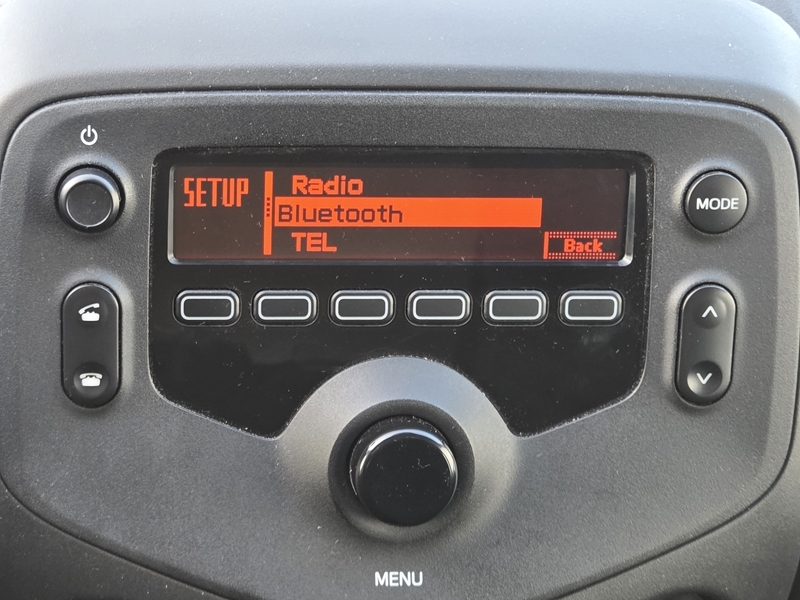 SETUP
Radio
Bluetooth
TEL
Back
MODE
MENU